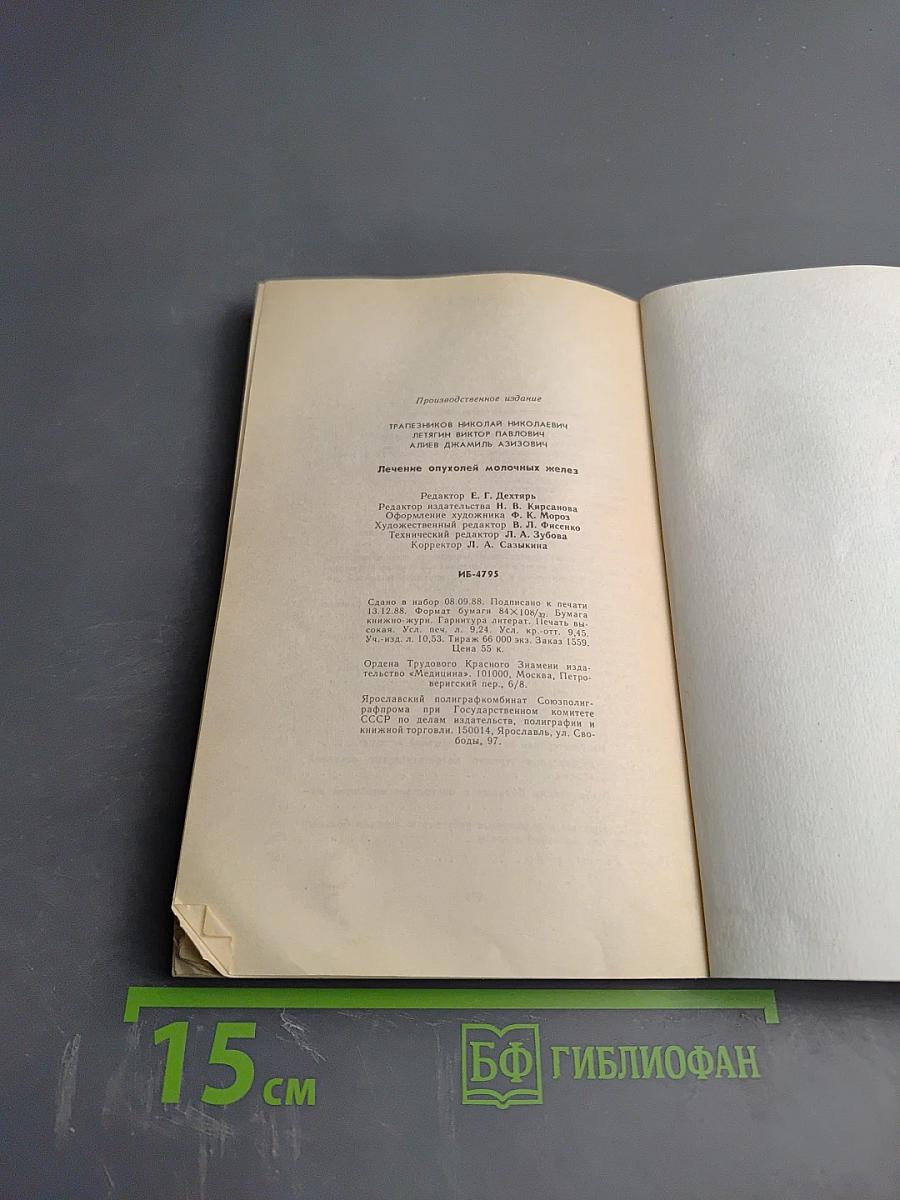 Производственное издание
ТРАПЕЗНИКОВ НИКОЛАЙ НИКОЛАЕВИЧ
ЛЕТЯГИН ВИКТОР ПАВЛОВИЧ
АЛИЕВ ДЖАМИЛЬ АЗИЗОВИЧ
Лечение опухолей молочных желез
Редактор Е. Г. Дехтярь
Редактор издательства Н. В. Кирсанова
Оформление художника Ф. К. Мороз
Художественный редактор В. Л. Фисенко
Технический редактор Л. А. Зубова
Корректор Л. А. Сазыкина
ИБ-4795
Сдано в набор 08.09.88. Подписано к печати
13.12.88. Формат бумаги 84×108/32. Бумага
книжно-журн. Гарнитура литерат. Печать вы-
сокая. Усл. печ. л. 9,24. Усл. кр.-отт. 9,45.
Уч.-изд. л. 10,53. Тираж 66 000 экз. Заказ 1559.
Цена 55 к.
Ордена Трудового Красного Знамени изда-
тельство «Медицина». 101000, Москва, Петро-
веригский пер., 6/8.
Ярославский полиграфкомбинат Союзполиг-
рафпрома при Государственном комитете
СССР по делам издательств, полиграфии и
книжной торговли. 150014, Ярославль, ул. Сво-
боды, 97.
15 см
БФ ГИБЛИОФАН